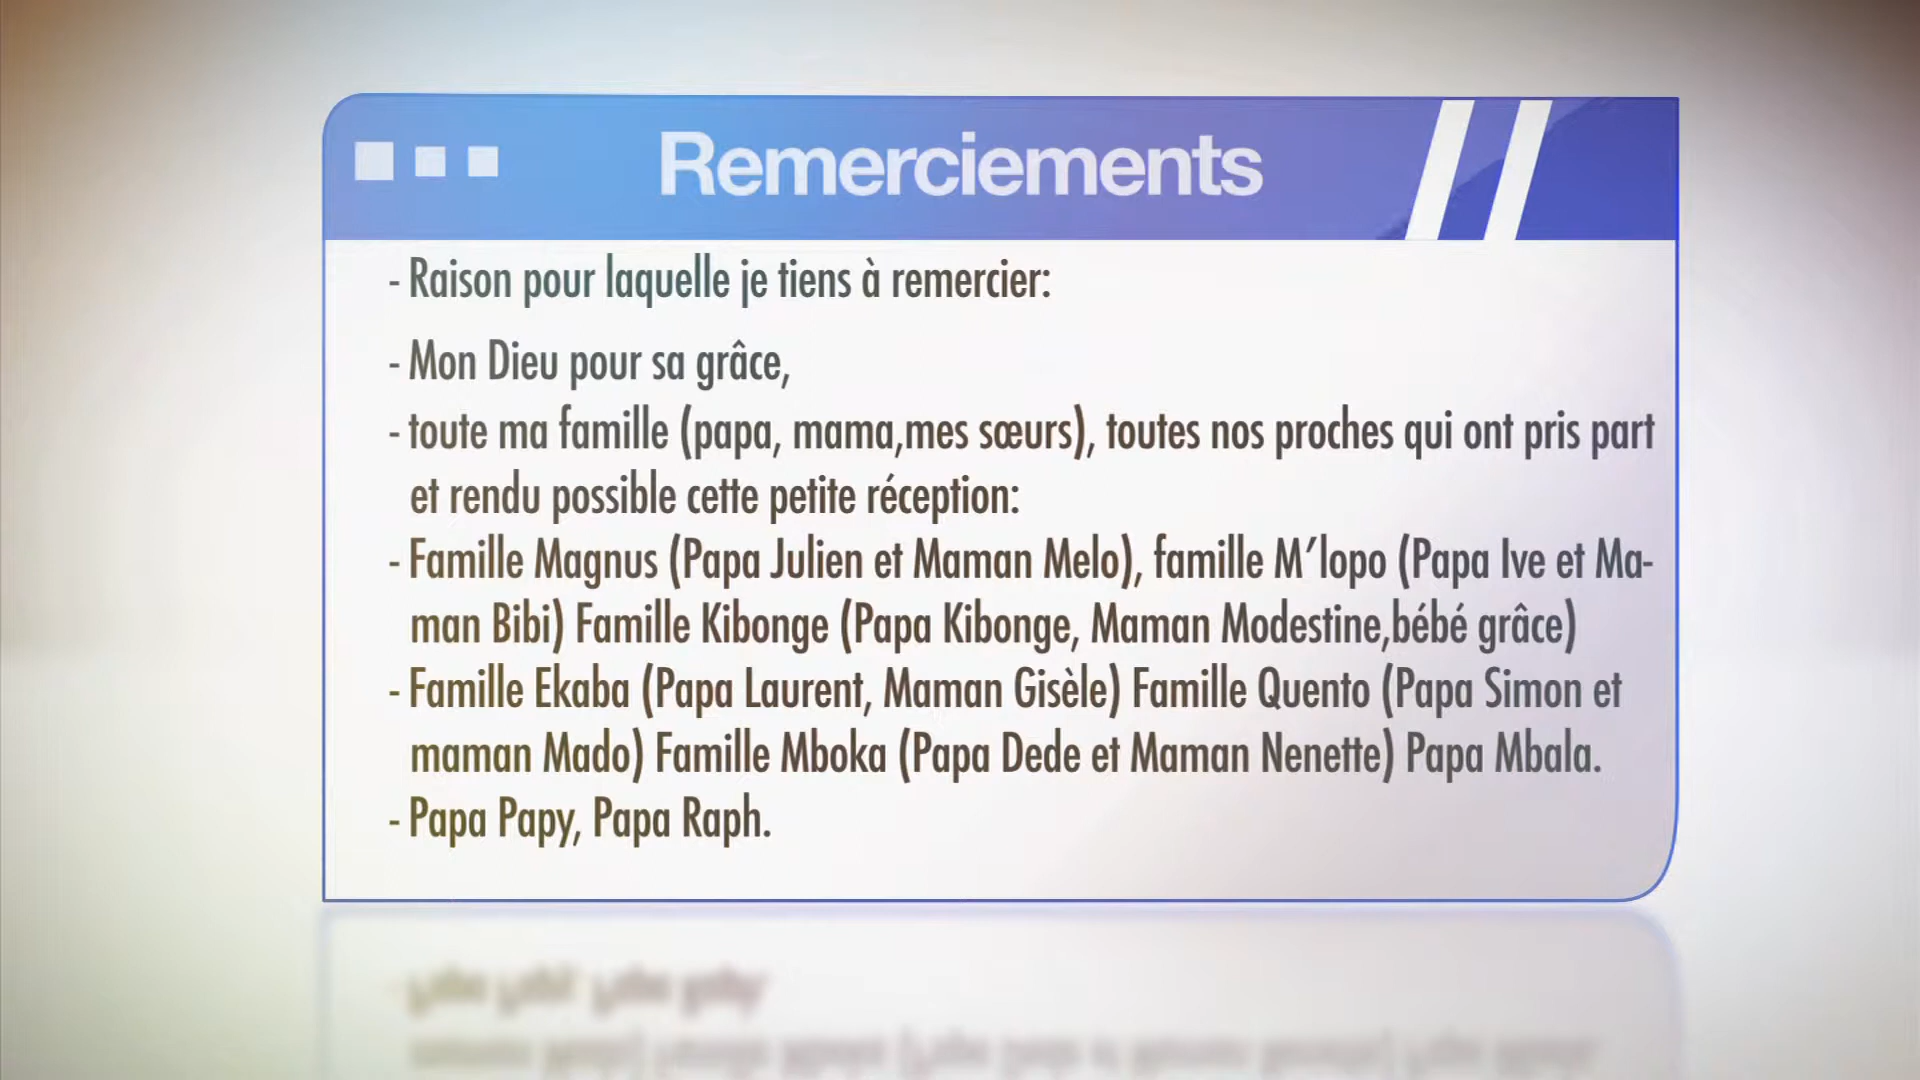 Remerciements
- Raison pour laquelle je tiens à remercier:
- Mon Dieu pour sa grâce,
- toute ma famille (papa, mama,mes sœurs), toutes nos proches qui ont pris part
et rendu possible cette petite réception:
- Famille Magnus (Papa Julien et Maman Melo), famille M’lopo (Papa Ive et Ma-
man Bibi) Famille Kibonge (Papa Kibonge, Maman Modestine,bébé grâce)
- Famille Ekaba (Papa Laurent, Maman Gisèle) Famille Quento (Papa Simon et
maman Mado) Famille Mboka (Papa Dede et Maman Nenette) Papa Mbala.
- Papa Papy, Papa Raph.